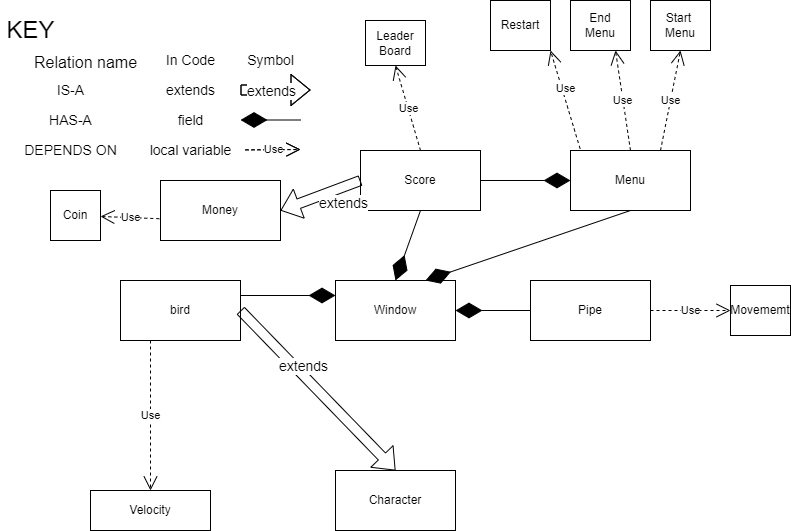 KEY
Relation name In Code Symbol
IS-A extends extends
HAS-A field
DEPENDS ON local variable Use
Leader
Board
Restart
End
Menu
Start
Menu
Use
Use
Use
Use
Score
Menu
Coin
Use
Money
extends
bird
Window
Pipe
Use
Movememt
extends
Use
Velocity
Character